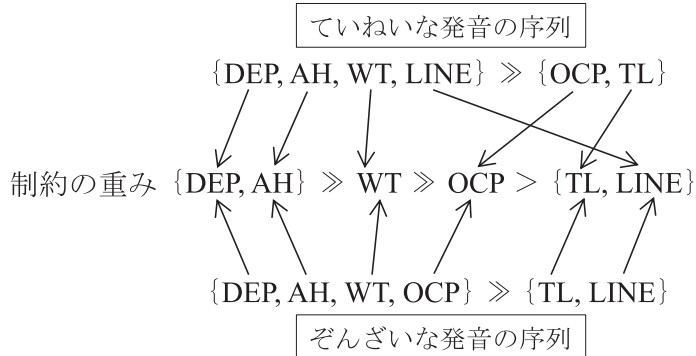 ていねいな発音の序列
{DEP, AH, WT, LINE} ≫ {OCP, TL}
制約の重み {DEP, AH} ≫ WT ≫ OCP > {TL, LINE}
{DEP, AH, WT, OCP} ≫ {TL, LINE}
ぞんざいな発音の序列